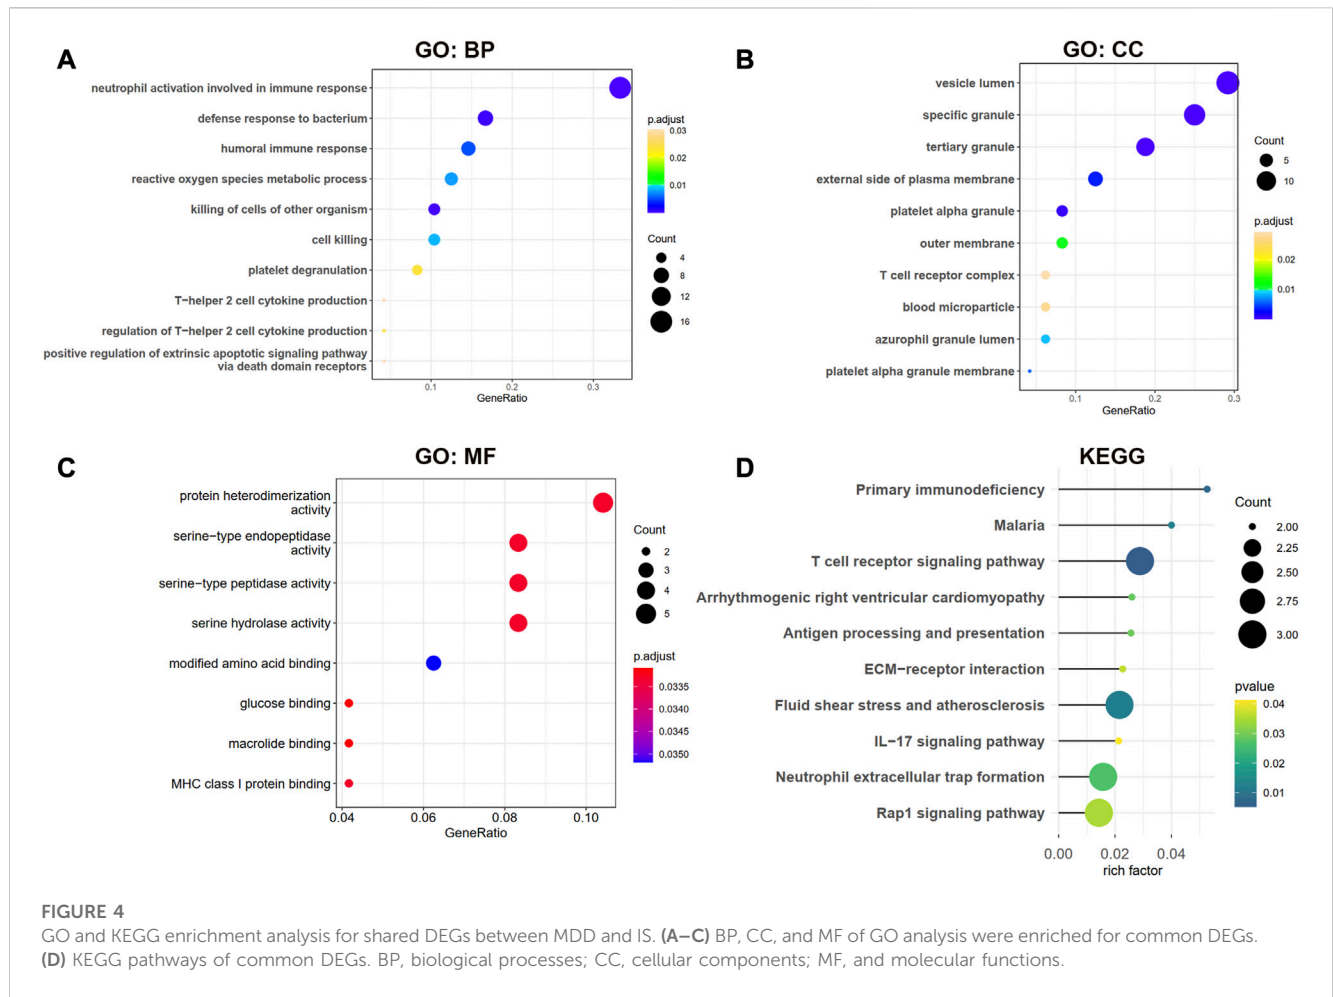 A
GO: BP
neutrophil activation involved in immune response
defense response to bacterium
humoral immune response
reactive oxygen species metabolic process
killing of cells of other organism
cell killing
platelet degranulation
T−helper 2 cell cytokine production
regulation of T−helper 2 cell cytokine production
positive regulation of extrinsic apoptotic signaling pathway
via death domain receptors
0.1 0.2 0.3
GeneRatio
p.adjust
0.03
0.02
0.01
Count
4
8
12
16
B
GO: CC
vesicle lumen
specific granule
tertiary granule
external side of plasma membrane
platelet alpha granule
outer membrane
T cell receptor complex
blood microparticle
azurophil granule lumen
platelet alpha granule membrane
0.1 0.2 0.3
GeneRatio
Count
5
10
p.adjust
0.02
0.01
C
GO: MF
protein heterodimerization
activity
serine−type endopeptidase
activity
serine−type peptidase activity
serine hydrolase activity
modified amino acid binding
glucose binding
macrolide binding
MHC class I protein binding
0.04 0.06 0.08 0.10
GeneRatio
Count
2
3
4
5
p.adjust
0.0335
0.0340
0.0345
0.0350
D
KEGG
Primary immunodeficiency
Malaria
T cell receptor signaling pathway
Arrhythmogenic right ventricular cardiomyopathy
Antigen processing and presentation
ECM−receptor interaction
Fluid shear stress and atherosclerosis
IL−17 signaling pathway
Neutrophil extracellular trap formation
Rap1 signaling pathway
0.00 0.02 0.04
rich factor
Count
2.00
2.25
2.50
2.75
3.00
pvalue
0.04
0.03
0.02
0.01
FIGURE 4
GO and KEGG enrichment analysis for shared DEGs between MDD and IS. (A–C) BP, CC, and MF of GO analysis were enriched for common DEGs.
(D) KEGG pathways of common DEGs. BP, biological processes; CC, cellular components; MF, and molecular functions.